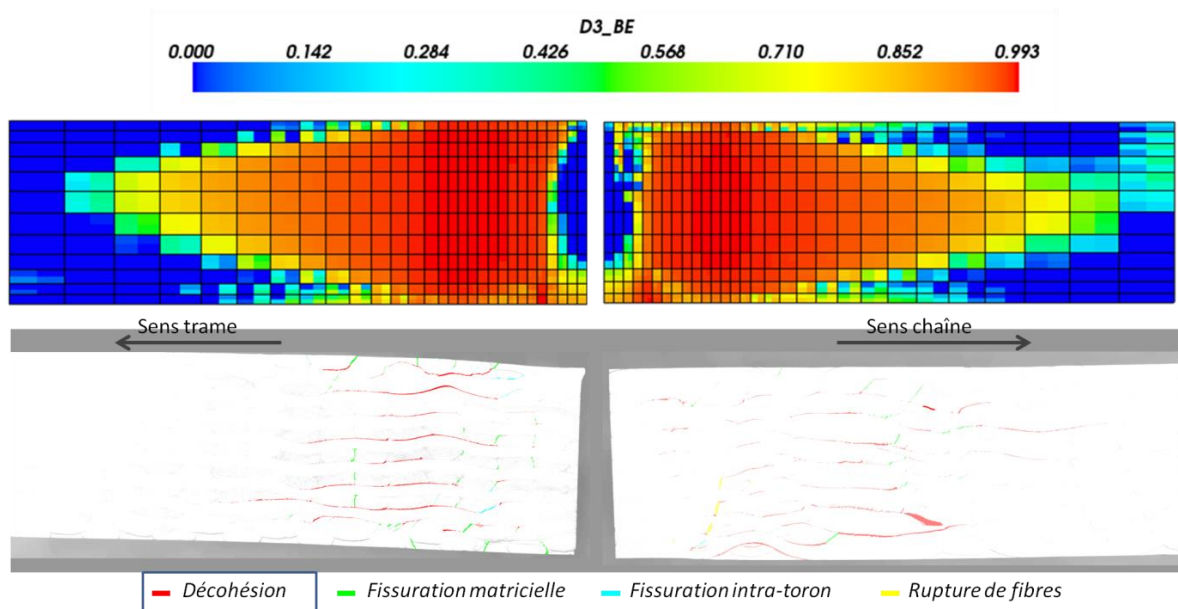 D3_BE
0.000 0.142 0.284 0.426 0.568 0.710 0.852 0.993
Sens trame Sens chaîne
Décohésion Fissuration matricielle Fissuration intra-toron Rupture de fibres